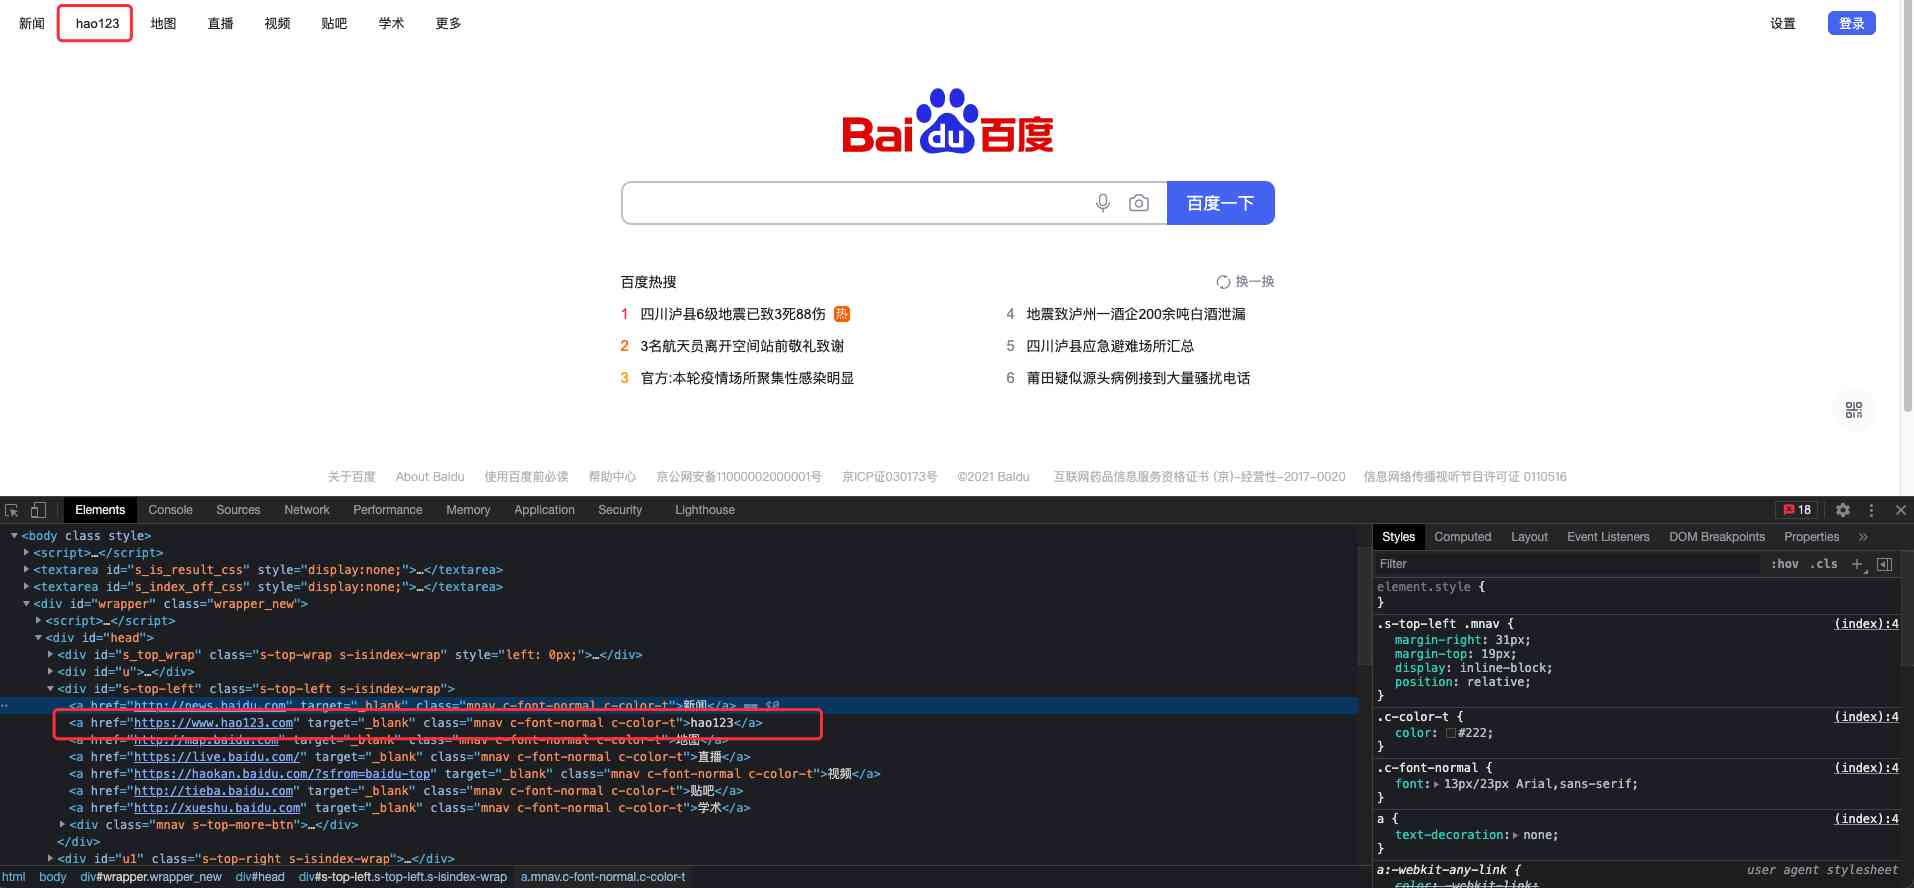 新闻 hao123 地图 直播 视频 贴吧 学术 更多 设置 登录
Baidu百度
百度一下
百度热搜 换一换
1 四川泸县6级地震已致3死88伤 热 4 地震致泸州一酒企200余吨白酒泄漏
2 3名航天员离开空间站前敬礼致谢 5 四川泸县应急避难场所汇总
3 官方:本轮疫情场所聚集性感染明显 6 莆田疑似源头病例接到大量骚扰电话
关于百度 About Baidu 使用百度前必读 帮助中心 京公网安备11000002000001号 京ICP证030173号 ©2021 Baidu 互联网药品信息服务资格证书 (京)-经营性-2017-0020 信息网络传播视听节目许可证 0110516
Elements Console Sources Network Performance Memory Application Security Lighthouse 18
<body class style>
<script>…</script>
<textarea id="s_is_result_css" style="display:none;">…</textarea>
<textarea id="s_index_off_css" style="display:none;">…</textarea>
<div id="wrapper" class="wrapper_new">
<script>…</script>
<div id="head">
<div id="s_top_wrap" class="s-top-wrap s-isindex-wrap" style="left: 0px;">…</div>
<div id="u">…</div>
<div id="s-top-left" class="s-top-left s-isindex-wrap">
<a href="http://news.baidu.com" target="_blank" class="mnav c-font-normal c-color-t">新闻</a> == $0
<a href="https://www.hao123.com" target="_blank" class="mnav c-font-normal c-color-t">hao123</a>
<a href="http://map.baidu.com" target="_blank" class="mnav c-font-normal c-color-t">地图</a>
<a href="https://live.baidu.com/" target="_blank" class="mnav c-font-normal c-color-t">直播</a>
<a href="https://haokan.baidu.com/?sfrom=baidu-top" target="_blank" class="mnav c-font-normal c-color-t">视频</a>
<a href="http://tieba.baidu.com" target="_blank" class="mnav c-font-normal c-color-t">贴吧</a>
<a href="http://xueshu.baidu.com" target="_blank" class="mnav c-font-normal c-color-t">学术</a>
<div class="mnav s-top-more-btn">…</div>
</div>
<div id="u1" class="s-top-right s-isindex-wrap">…</div>
html body div#wrapper.wrapper_new div#head div#s-top-left.s-top-left.s-isindex-wrap a.mnav.c-font-normal.c-color-t
Styles Computed Layout Event Listeners DOM Breakpoints Properties »
Filter :hov .cls +
element.style {
}
.s-top-left .mnav { (index):4
margin-right: 31px;
margin-top: 19px;
display: inline-block;
position: relative;
}
.c-color-t { (index):4
color: #222;
}
.c-font-normal { (index):4
font: 13px/23px Arial,sans-serif;
}
a { (index):4
text-decoration: none;
}
a:-webkit-any-link { user agent stylesheet
color: -webkit-link;